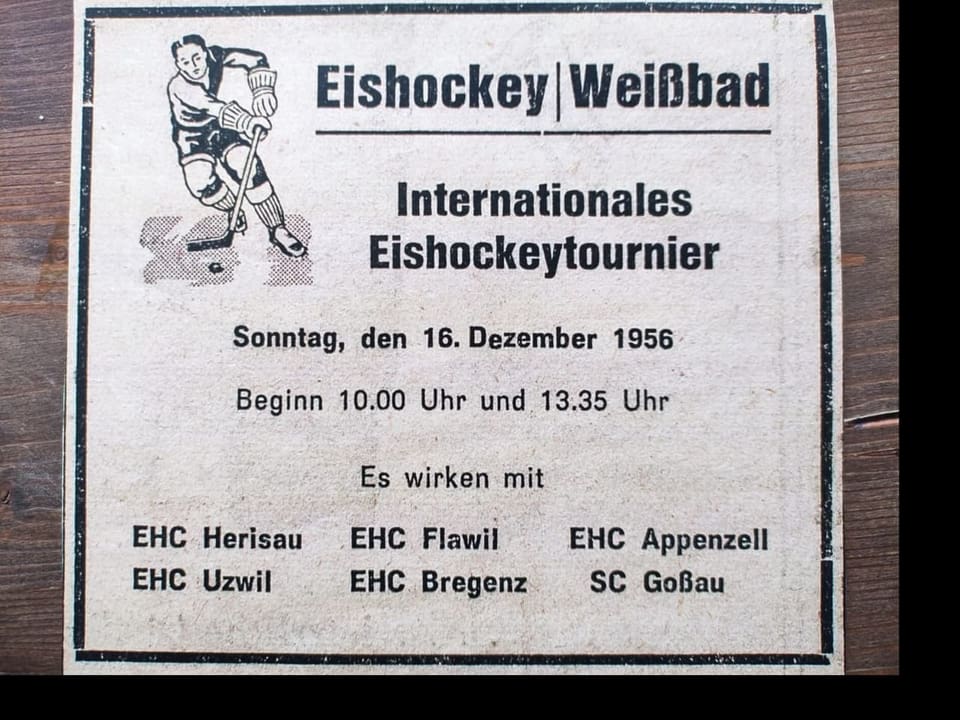 Eishockey|Weißbad
Internationales
Eishockeytournier
Sonntag, den 16. Dezember 1956
Beginn 10.00 Uhr und 13.35 Uhr
Es wirken mit
EHC Herisau EHC Flawil EHC Appenzell
EHC Uzwil EHC Bregenz SC Goßau